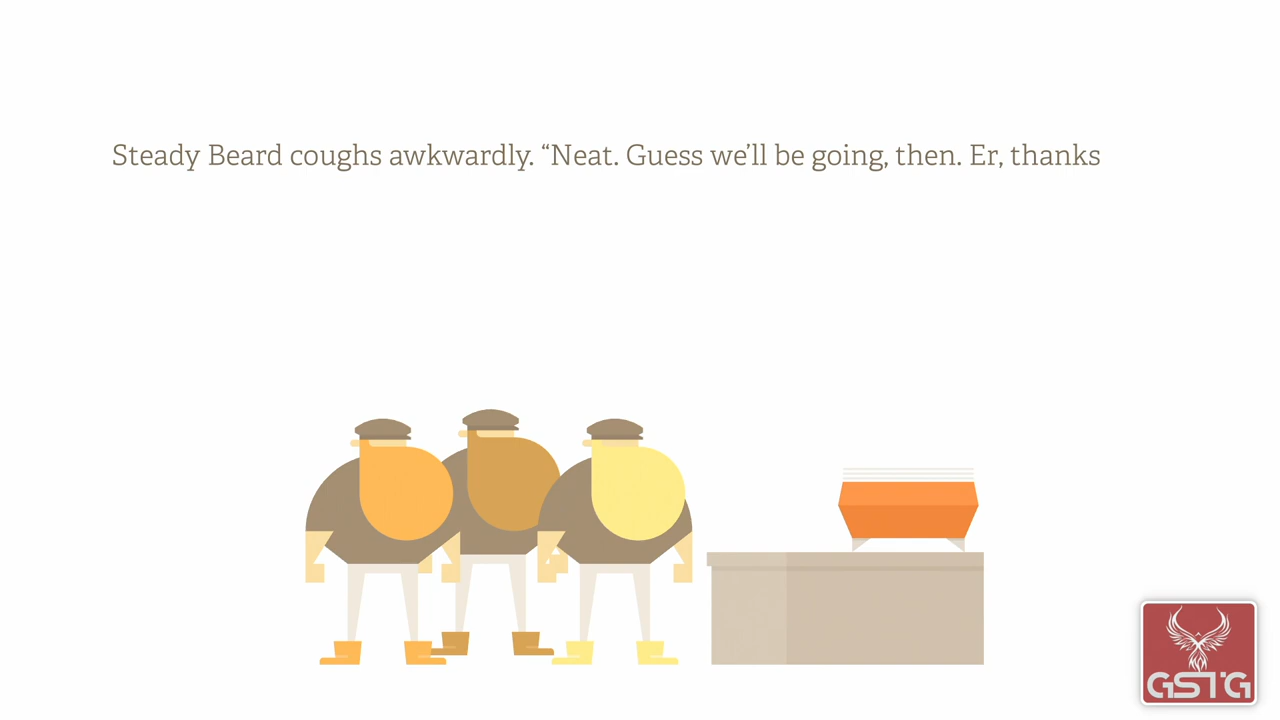 Steady Beard coughs awkwardly. “Neat. Guess we’ll be going, then. Er, thanks
GSTG